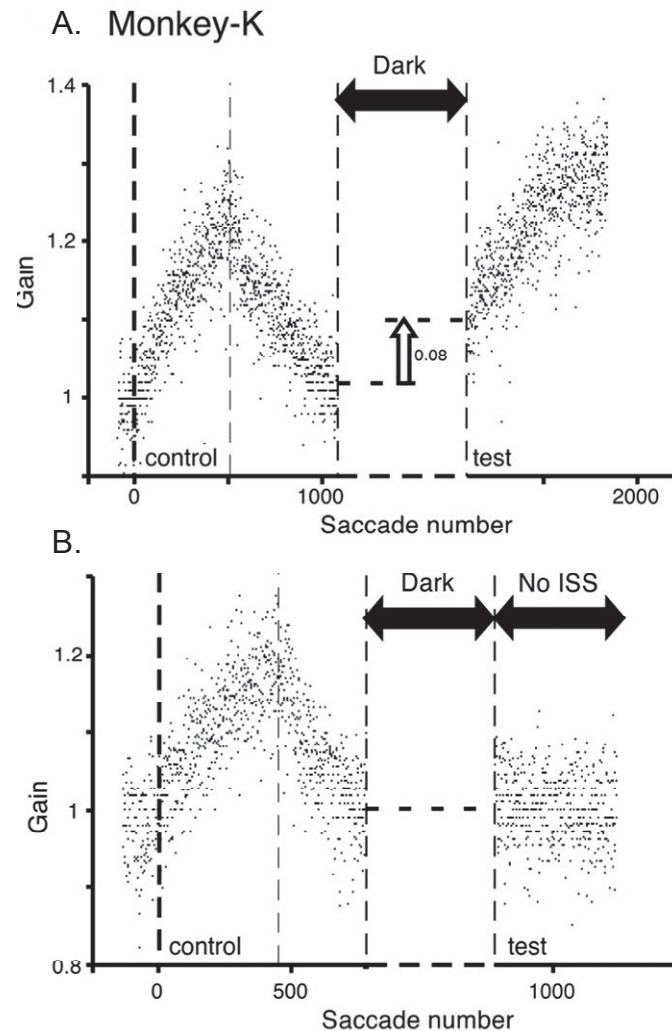 A. Monkey-K
Dark
1.4
1.2
Gain
0.08
1
control
test
0
1000
2000
Saccade number
B.
Dark
No ISS
1.2
Gain
1
control
test
0.8
0
500
1000
Saccade number